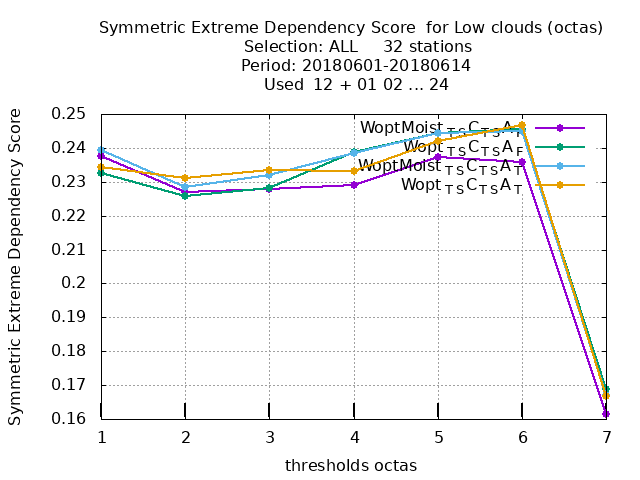 Symmetric Extreme Dependency Score for Low clouds (octas)
Selection: ALL 32 stations
Period: 20180601-20180614
Used 12 + 01 02 ... 24
Symmetric Extreme Dependency Score
0.25
0.24
0.23
0.22
0.21
0.2
0.19
0.18
0.17
0.16
WoptMoist TS C TS A F
Wopt TS C TS A F
WoptMoist TS C TS A T
Wopt TS C TS A T
1 2 3 4 5 6 7
thresholds octas